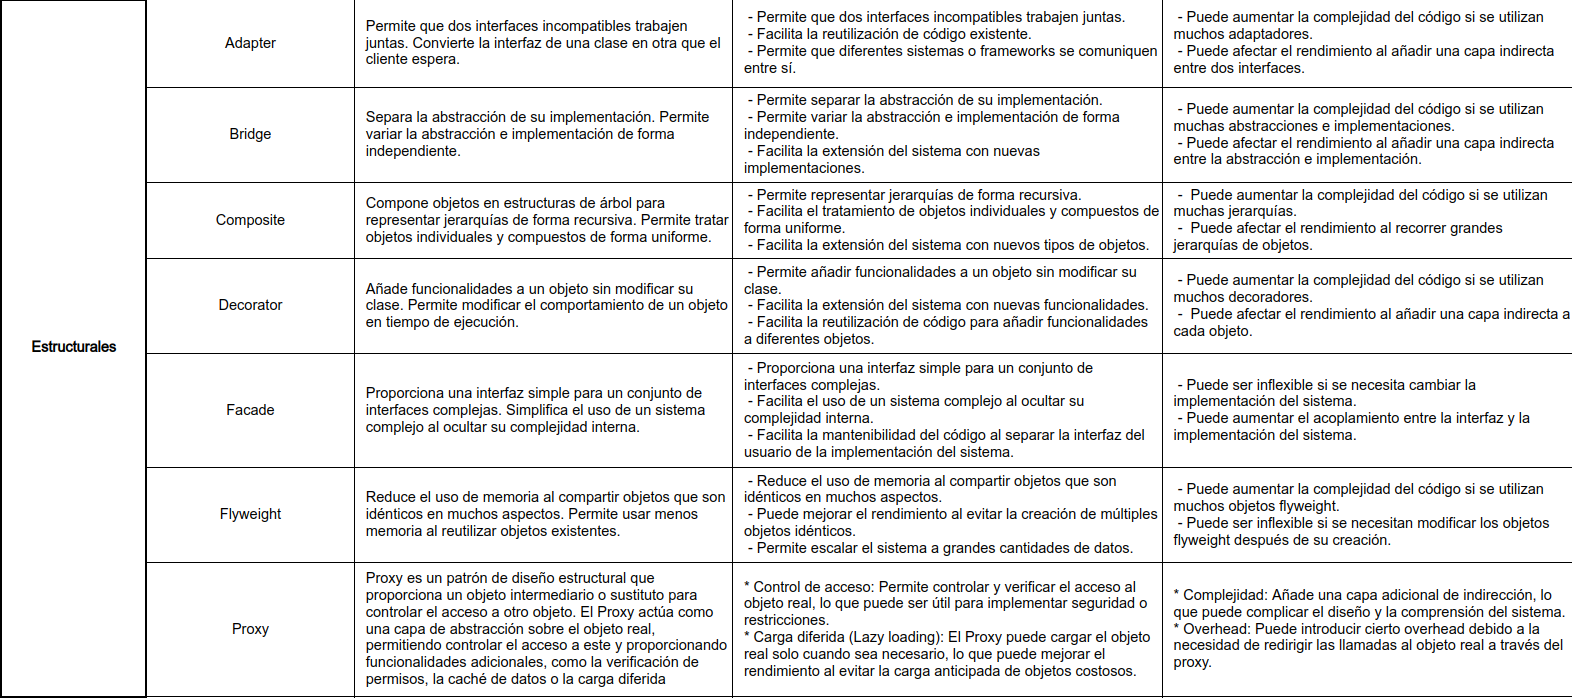 Estructurales
Adapter
Permite que dos interfaces incompatibles trabajen
juntas. Convierte la interfaz de una clase en otra que el
cliente espera.
- Permite que dos interfaces incompatibles trabajen juntas.
- Facilita la reutilización de código existente.
- Permite que diferentes sistemas o frameworks se comuniquen
entre sí.
- Puede aumentar la complejidad del código si se utilizan
muchos adaptadores.
- Puede afectar el rendimiento al añadir una capa indirecta
entre dos interfaces.
Bridge
Separa la abstracción de su implementación. Permite
variar la abstracción e implementación de forma
independiente.
- Permite separar la abstracción de su implementación.
- Permite variar la abstracción e implementación de forma
independiente.
- Facilita la extensión del sistema con nuevas
implementaciones.
- Puede aumentar la complejidad del código si se utilizan
muchas abstracciones e implementaciones.
- Puede afectar el rendimiento al añadir una capa indirecta
entre la abstracción e implementación.
Composite
Compone objetos en estructuras de árbol para
representar jerarquías de forma recursiva. Permite tratar
objetos individuales y compuestos de forma uniforme.
- Permite representar jerarquías de forma recursiva.
- Facilita el tratamiento de objetos individuales y compuestos de
forma uniforme.
- Facilita la extensión del sistema con nuevos tipos de objetos.
- Puede aumentar la complejidad del código si se utilizan
muchas jerarquías.
- Puede afectar el rendimiento al recorrer grandes
jerarquías de objetos.
Decorator
Añade funcionalidades a un objeto sin modificar su
clase. Permite modificar el comportamiento de un objeto
en tiempo de ejecución.
- Permite añadir funcionalidades a un objeto sin modificar su
clase.
- Facilita la extensión del sistema con nuevas funcionalidades.
- Facilita la reutilización de código para añadir funcionalidades
a diferentes objetos.
- Puede aumentar la complejidad del código si se utilizan
muchos decoradores.
- Puede afectar el rendimiento al añadir una capa indirecta a
cada objeto.
Facade
Proporciona una interfaz simple para un conjunto de
interfaces complejas. Simplifica el uso de un sistema
complejo al ocultar su complejidad interna.
- Proporciona una interfaz simple para un conjunto de
interfaces complejas.
- Facilita el uso de un sistema complejo al ocultar su
complejidad interna.
- Facilita la mantenibilidad del código al separar la interfaz del
usuario de la implementación del sistema.
- Puede ser inflexible si se necesita cambiar la
implementación del sistema.
- Puede aumentar el acoplamiento entre la interfaz y la
implementación del sistema.
Flyweight
Reduce el uso de memoria al compartir objetos que son
idénticos en muchos aspectos. Permite usar menos
memoria al reutilizar objetos existentes.
- Reduce el uso de memoria al compartir objetos que son
idénticos en muchos aspectos.
- Puede mejorar el rendimiento al evitar la creación de múltiples
objetos idénticos.
- Permite escalar el sistema a grandes cantidades de datos.
- Puede aumentar la complejidad del código si se utilizan
muchos objetos flyweight.
- Puede ser inflexible si se necesitan modificar los objetos
flyweight después de su creación.
Proxy
Proxy es un patrón de diseño estructural que
proporciona un objeto intermediario o sustituto para
controlar el acceso a otro objeto. El Proxy actúa como
una capa de abstracción sobre el objeto real,
permitiendo controlar el acceso a este y proporcionando
funcionalidades adicionales, como la verificación de
permisos, la caché de datos o la carga diferida
* Control de acceso: Permite controlar y verificar el acceso al
objeto real, lo que puede ser útil para implementar seguridad o
restricciones.
* Carga diferida (Lazy loading): El Proxy puede cargar el objeto
real solo cuando sea necesario, lo que puede mejorar el
rendimiento al evitar la carga anticipada de objetos costosos.
* Complejidad: Añade una capa adicional de indirección, lo
que puede complicar el diseño y la comprensión del sistema.
* Overhead: Puede introducir cierto overhead debido a la
necesidad de redirigir las llamadas al objeto real a través del
proxy.